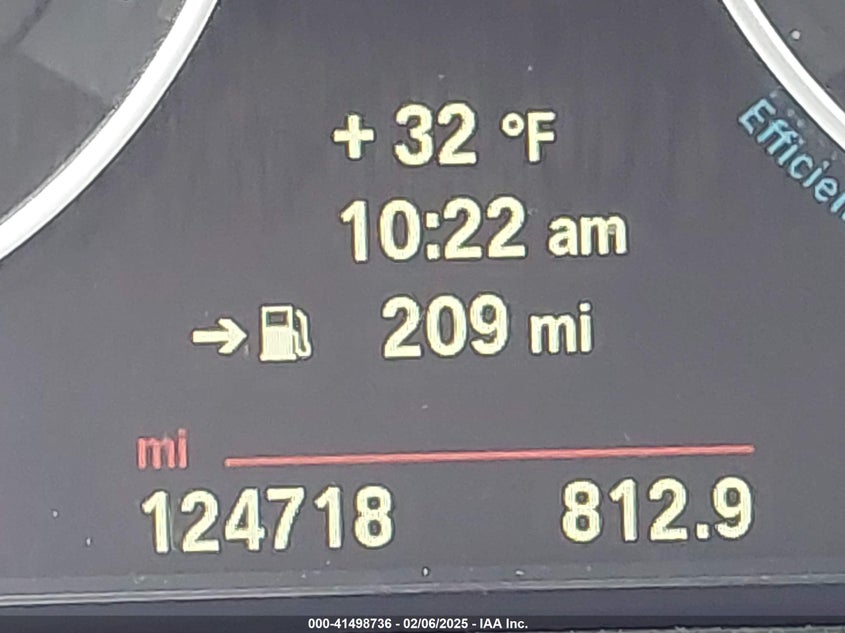 + 32 °F
Efficien
10:22 am
209 mi
mi
124718 812.9
000-41498736 - 02/06/2025 - IAA Inc.